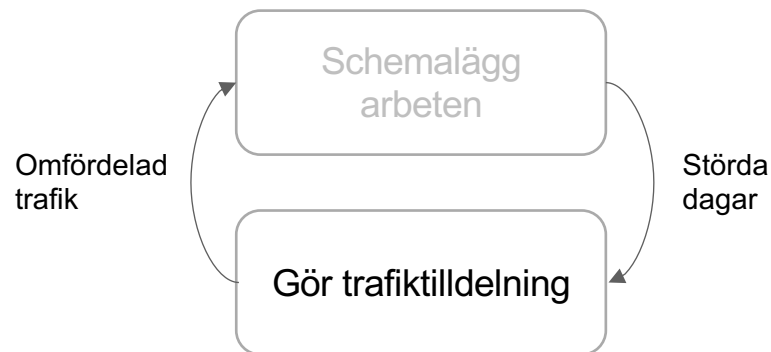 Schemalägg
arbeten
Omfördelad
trafik
Störda
dagar
Gör trafiktilldelning